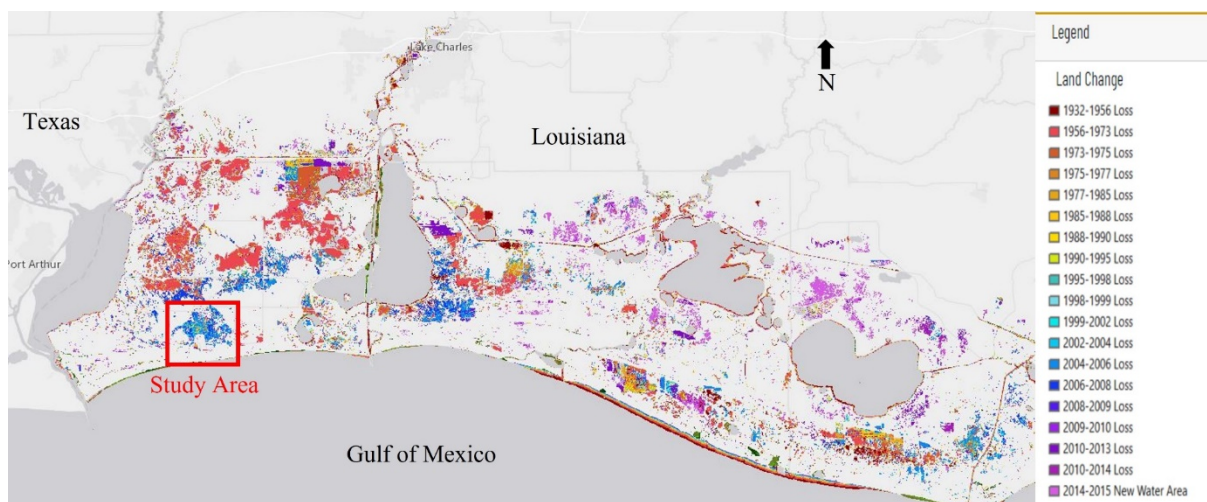 Lake Charles
N
Texas
Louisiana
Port Arthur
Study Area
Gulf of Mexico
Legend
Land Change
1932-1956 Loss
1956-1973 Loss
1973-1975 Loss
1975-1977 Loss
1977-1985 Loss
1985-1988 Loss
1988-1990 Loss
1990-1995 Loss
1995-1998 Loss
1998-1999 Loss
1999-2002 Loss
2002-2004 Loss
2004-2006 Loss
2006-2008 Loss
2008-2009 Loss
2009-2010 Loss
2010-2013 Loss
2010-2014 Loss
2014-2015 New Water Area